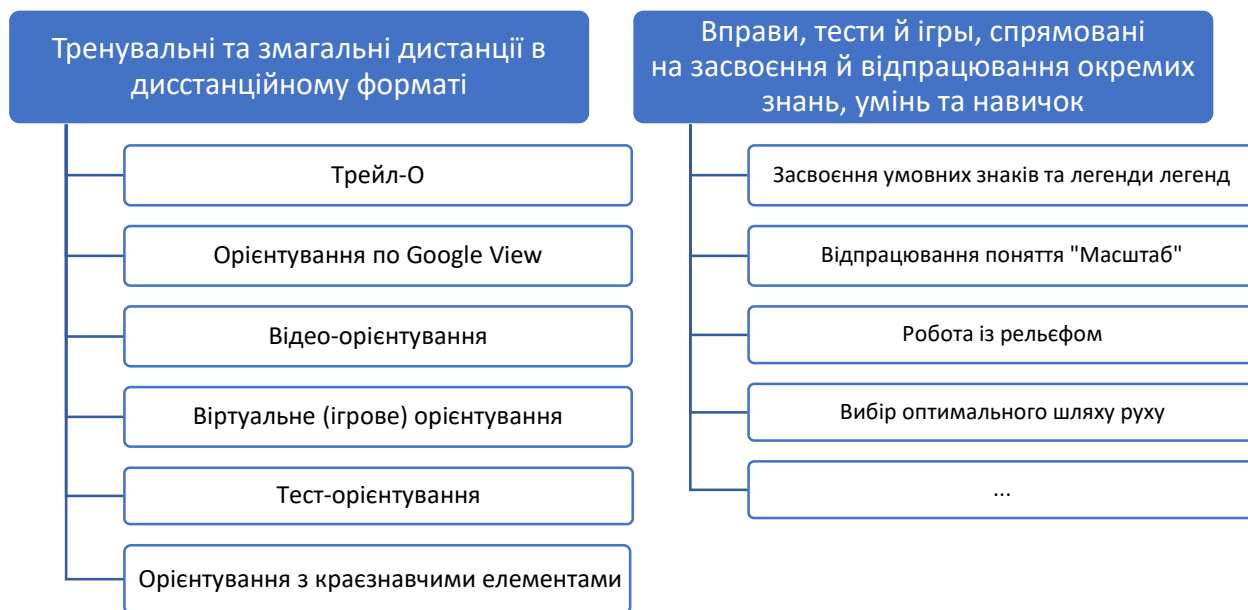 Тренувальні та змагальні дистанції в
дисстанційному форматі
Трейл-О
Орієнтування по Google View
Відео-орієнтування
Віртуальне (ігрове) орієнтування
Тест-орієнтування
Орієнтування з краєзнавчими елементами
Вправи, тести й ігры, спрямовані
на засвоєння й відпрацювання окремих
знань, умінь та навичок
Засвоєння умовних знаків та легенди легенд
Відпрацювання поняття "Масштаб"
Робота із рельєфом
Вибір оптимального шляху руху
...